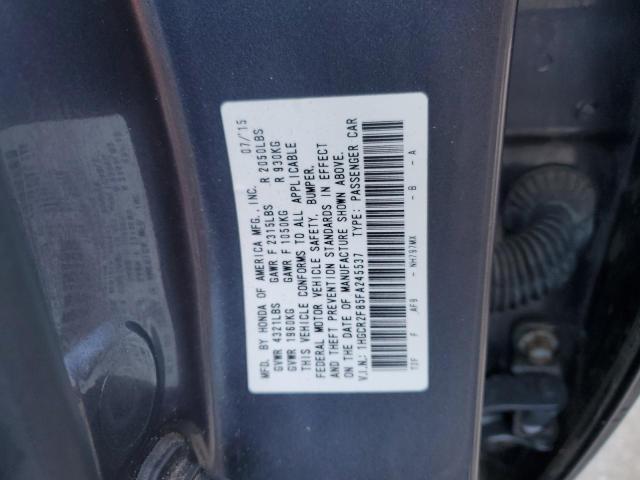 MFD. BY HONDA OF AMERICA MFG., INC. 07/15
GVWR 4321LBS GAWR F 2315LBS R 2050LBS
GVWR 1960KG GAWR F 1050KG R 930KG
THIS VEHICLE CONFORMS TO ALL APPLICABLE
FEDERAL MOTOR VEHICLE SAFETY, BUMPER,
AND THEFT PREVENTION STANDARDS IN EFFECT
ON THE DATE OF MANUFACTURE SHOWN ABOVE.
V.I.N.: 1HGCR2F85FA245537 TYPE: PASSENGER CAR
F AF9 - NH797MX - B - A